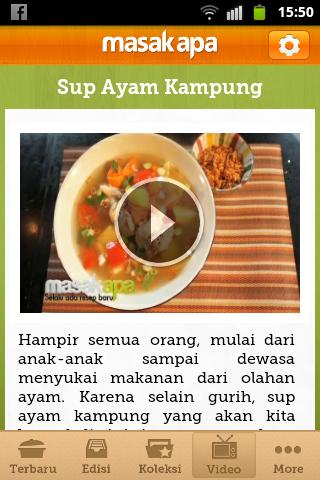 15:50
masak apa
Sup Ayam Kampung
masakapa
Selalu ada resep baru!
Hampir semua orang, mulai dari
anak-anak sampai dewasa
menyukai makanan dari olahan
ayam. Karena selain gurih, sup
ayam kampung yang akan kita
Terbaru Edisi Koleksi Video More